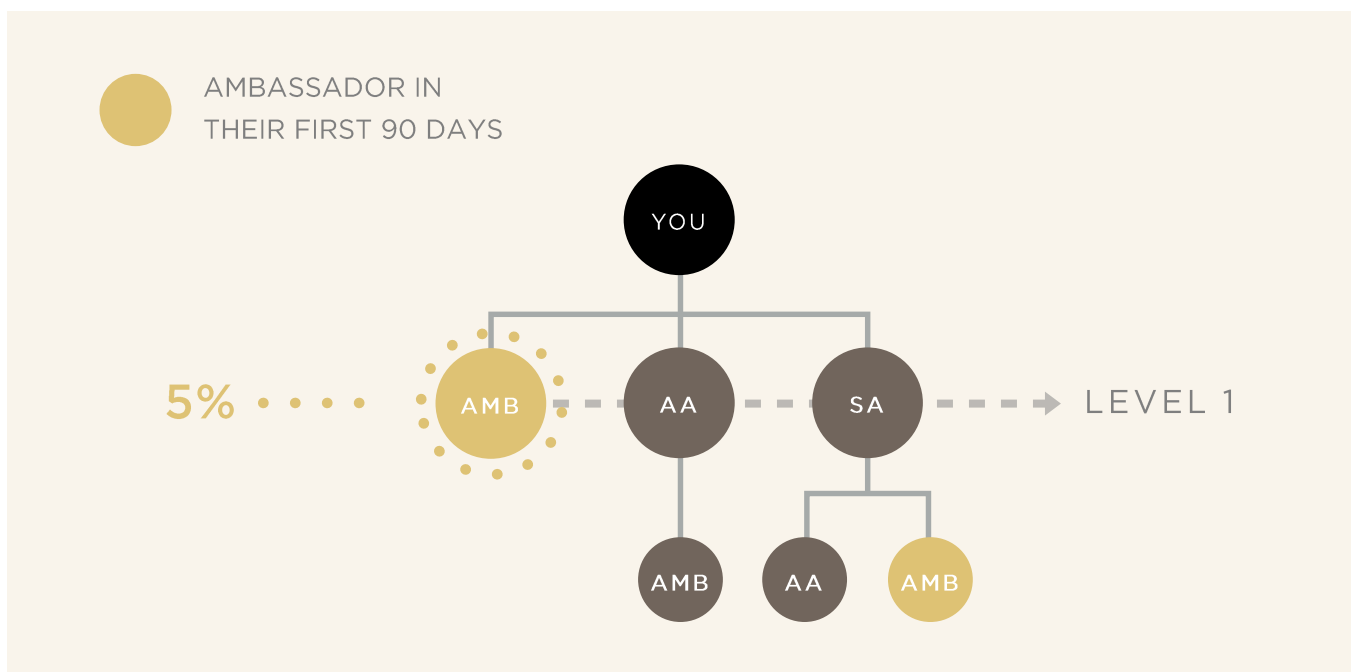 AMBASSADOR IN
THEIR FIRST 90 DAYS
YOU
5%
AMB
AA
SA
LEVEL 1
AMB
AA
AMB